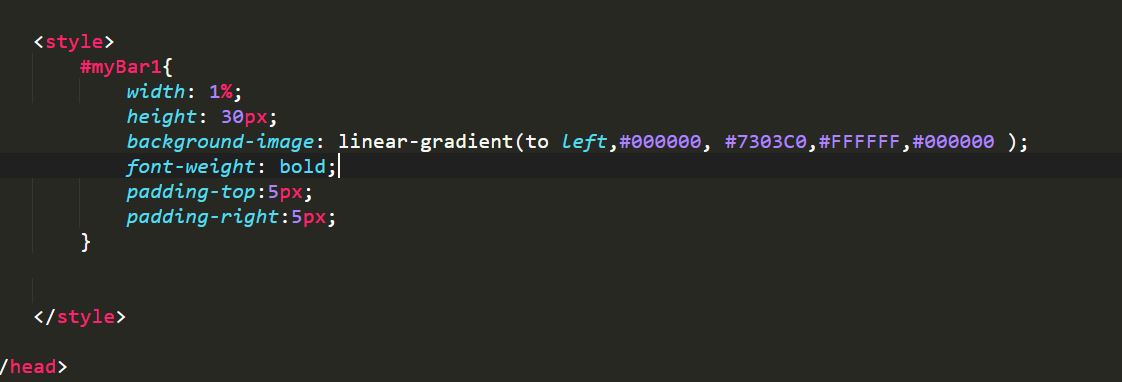 <style>
#myBar1{
width: 1%;
height: 30px;
background-image: linear-gradient(to left,#000000, #7303C0,#FFFFFF,#000000 );
font-weight: bold;
padding-top:5px;
padding-right:5px;
}
</style>
/head>